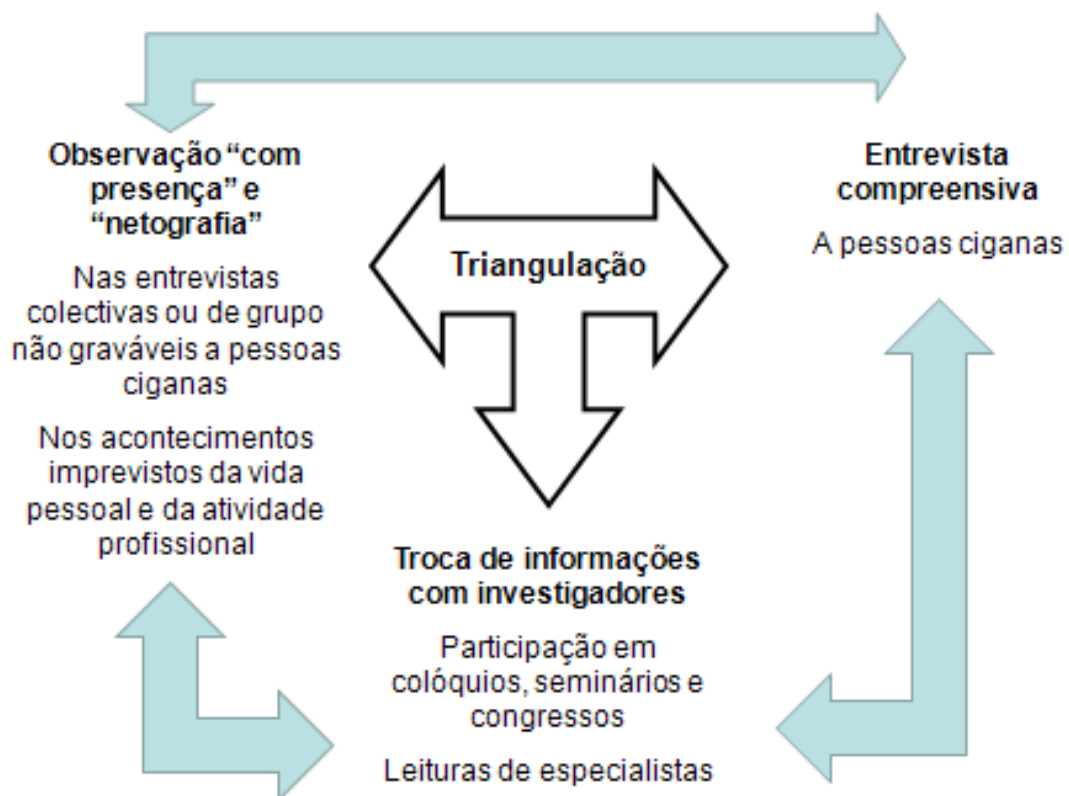 Observação “com
presença” e
“netografia”
Nas entrevistas
colectivas ou de grupo
não graváveis a pessoas
ciganas
Nos acontecimentos
imprevistos da vida
pessoal e da atividade
profissional
Triangulação
Entrevista
compreensiva
A pessoas ciganas
Troca de informações
com investigadores
Participação em
colóquios, seminários e
congressos
Leituras de especialistas